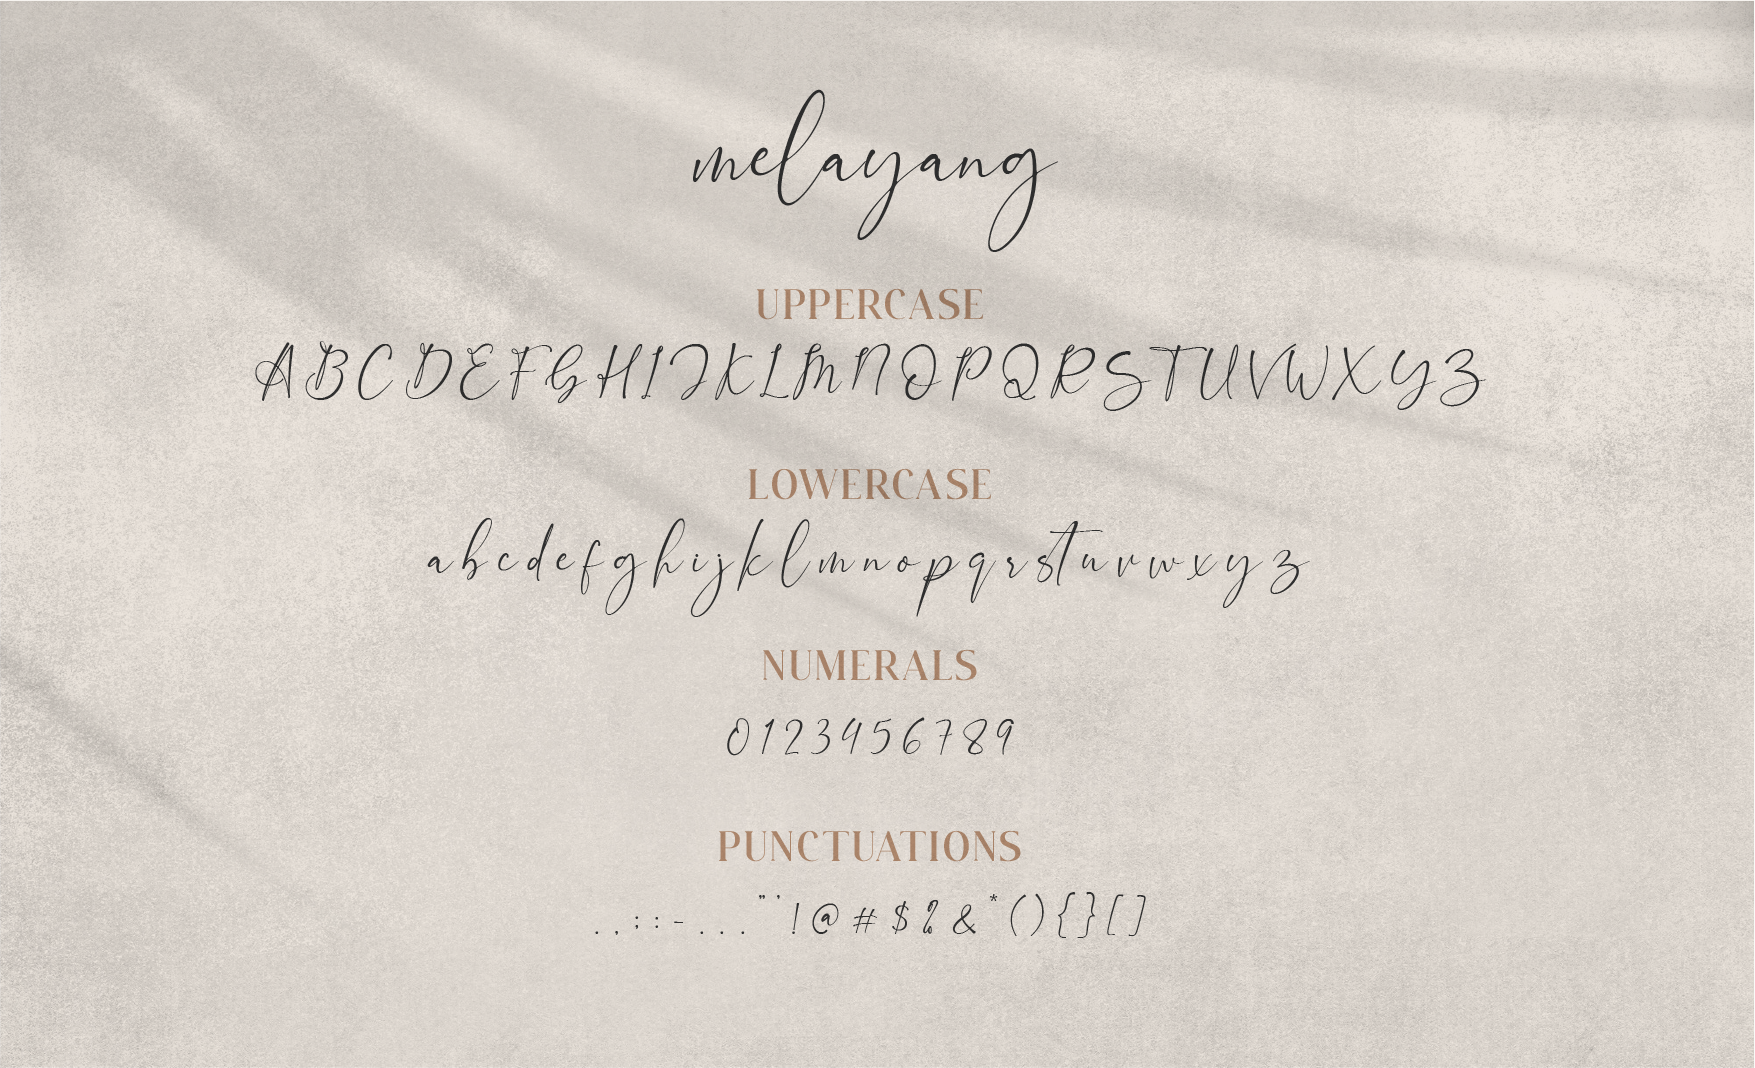 melayang
UPPERCASE
A B C D E F G H I J K L M N O P Q R S T U V W X Y Z
LOWERCASE
a b c d e f g h i j k l m n o p q r s t u v w x y z
NUMERALS
0 1 2 3 4 5 6 7 8 9
PUNCTUATIONS
. , ; : - . . . " ' ! @ # $ % & * ( ) { } [ ]